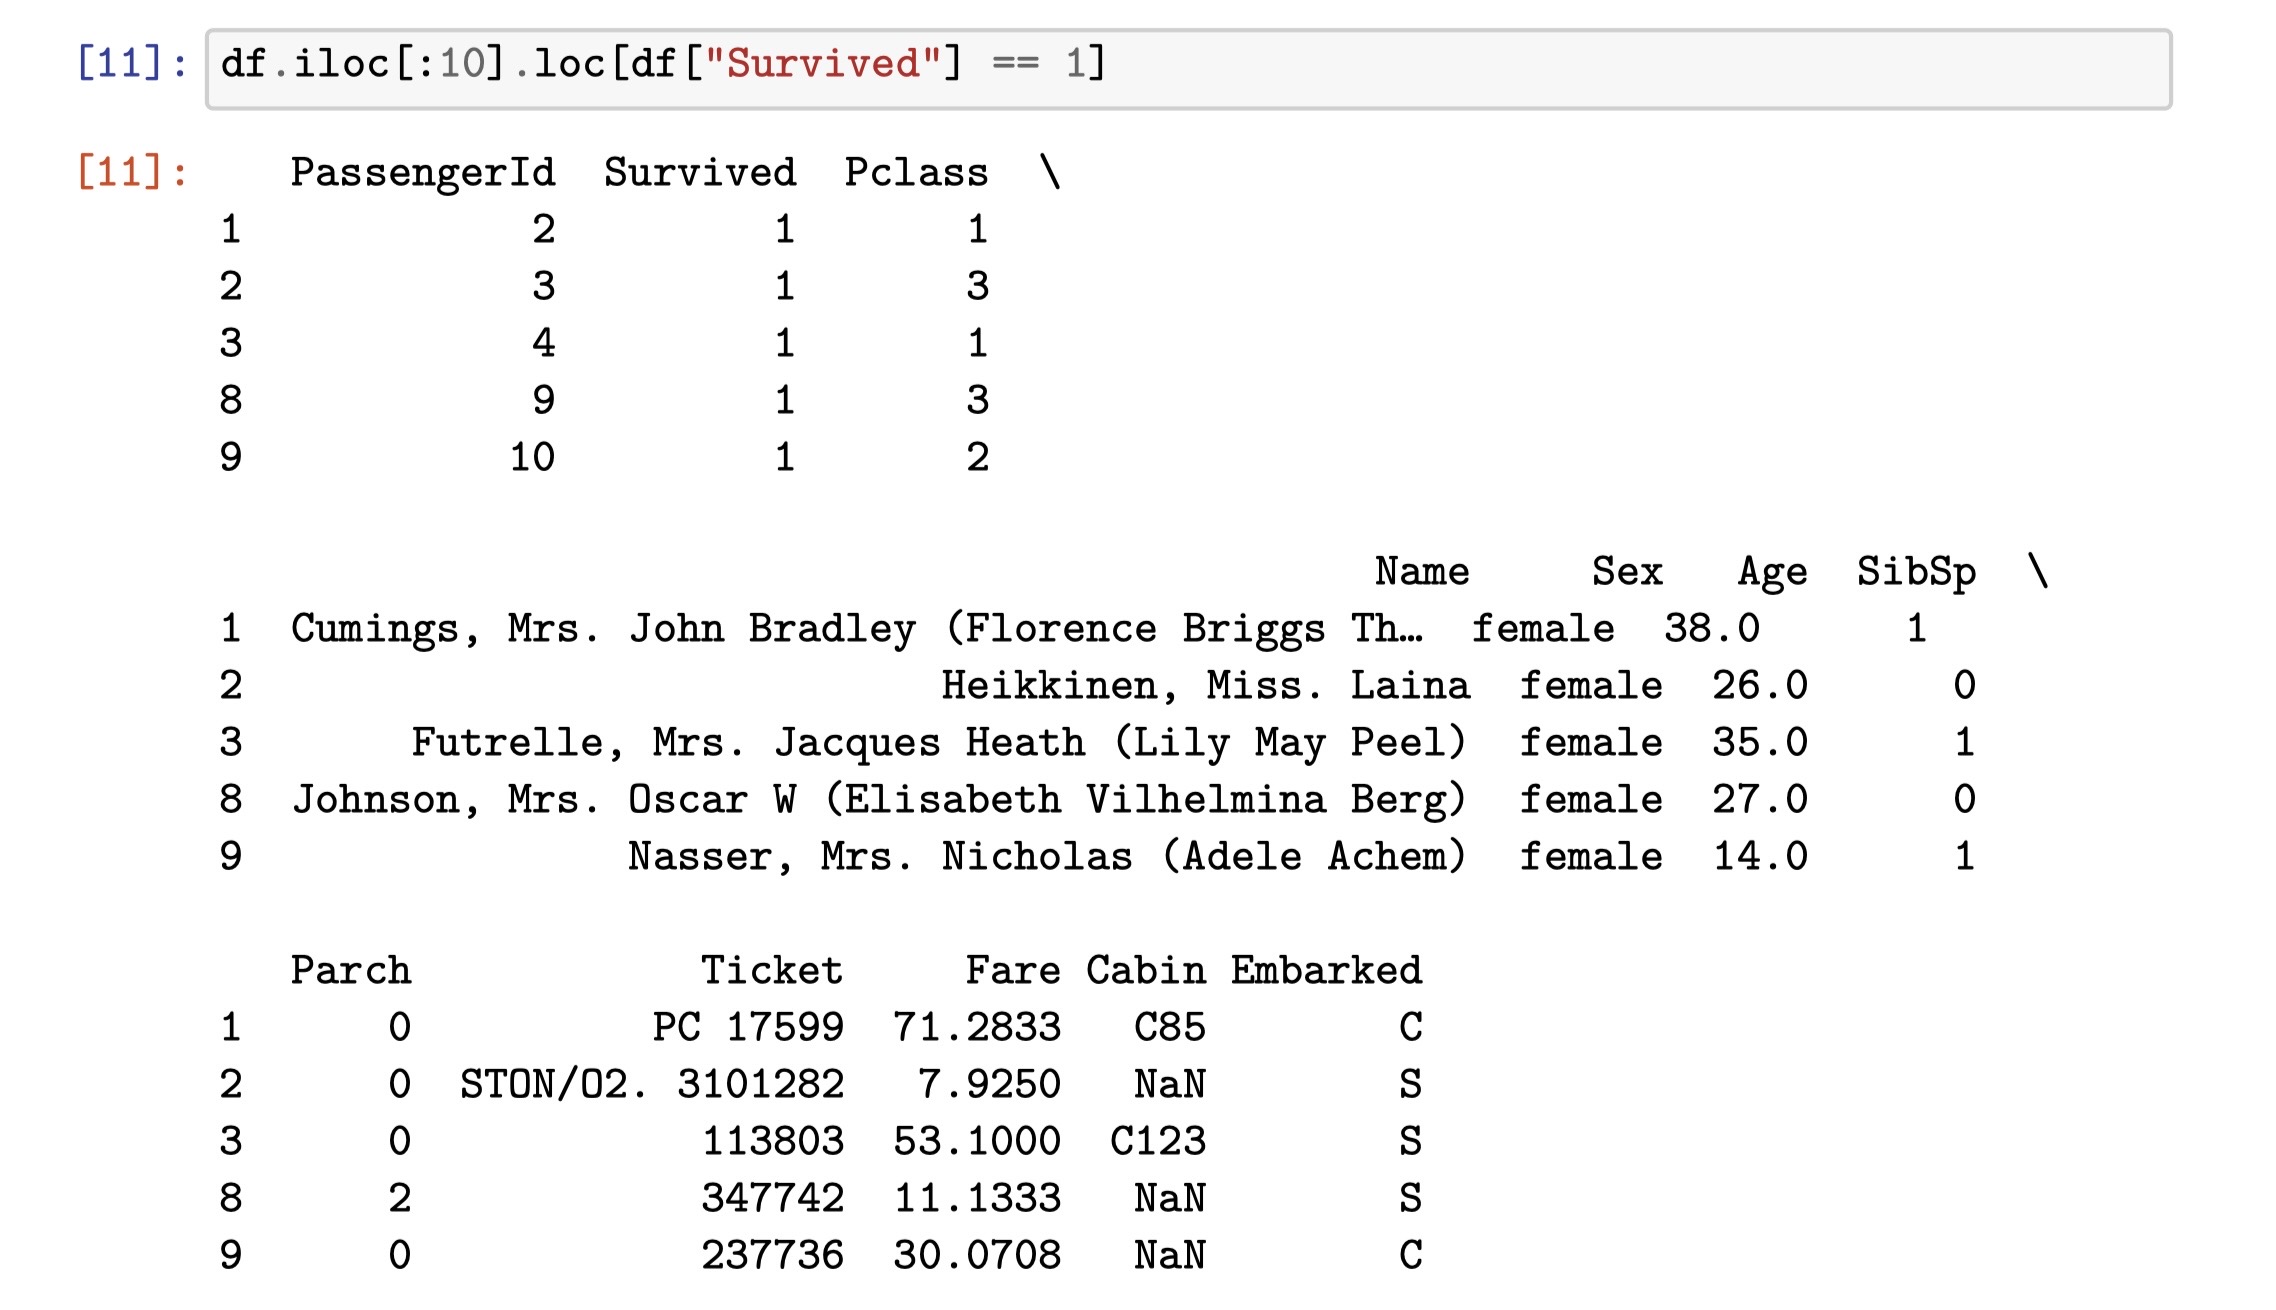 [11]: df.iloc[:10].loc[df["Survived"] == 1]
[11]:    PassengerId  Survived  Pclass  \
1            2         1       1
2            3         1       3
3            4         1       1
8            9         1       3
9           10         1       2
                                                Name     Sex   Age  SibSp  \
1  Cumings, Mrs. John Bradley (Florence Briggs Th…  female  38.0      1
2                           Heikkinen, Miss. Laina  female  26.0      0
3       Futrelle, Mrs. Jacques Heath (Lily May Peel)  female  35.0      1
8  Johnson, Mrs. Oscar W (Elisabeth Vilhelmina Berg)  female  27.0      0
9                Nasser, Mrs. Nicholas (Adele Achem)  female  14.0      1
   Parch            Ticket     Fare Cabin Embarked
1      0          PC 17599  71.2833   C85        C
2      0  STON/O2. 3101282   7.9250   NaN        S
3      0            113803  53.1000  C123        S
8      2            347742  11.1333   NaN        S
9      0            237736  30.0708   NaN        C